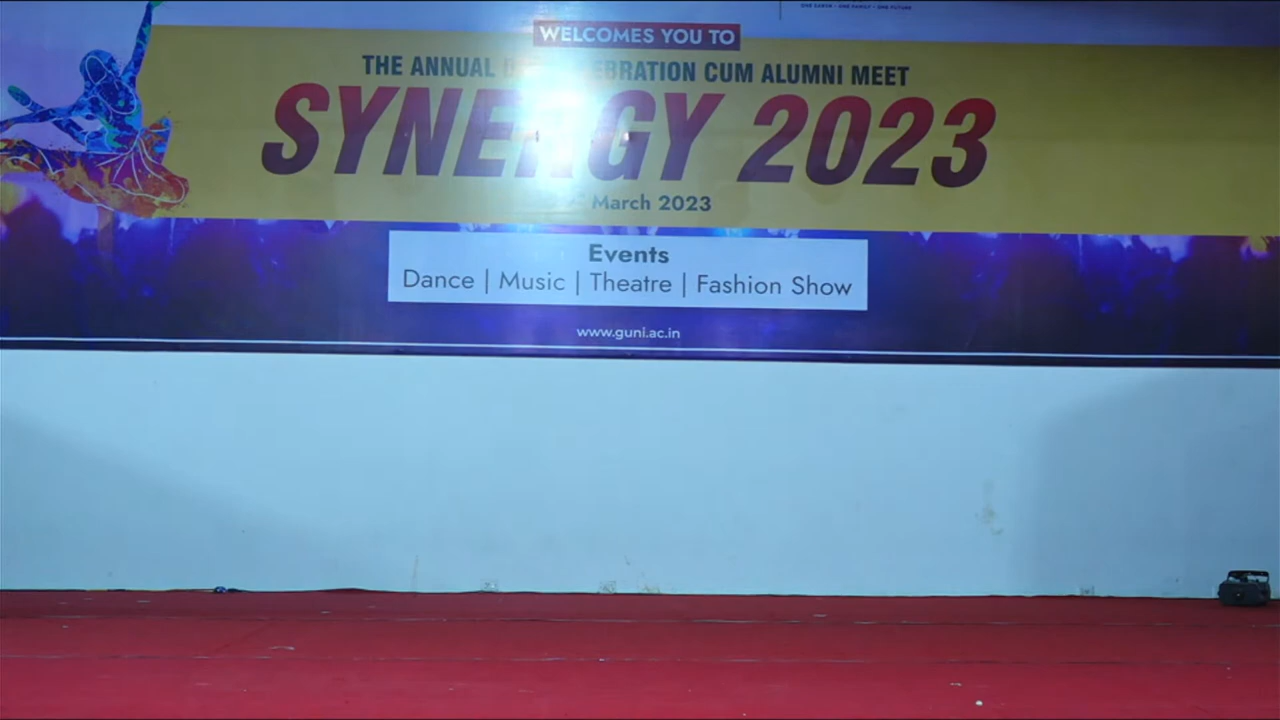 WELCOMES YOU TO
THE ANNUAL CUM ALUMNI MEET
SYNERGY 2023
March 2023
Events
Dance | Music | Theatre | Fashion Show
www.guni.ac.in